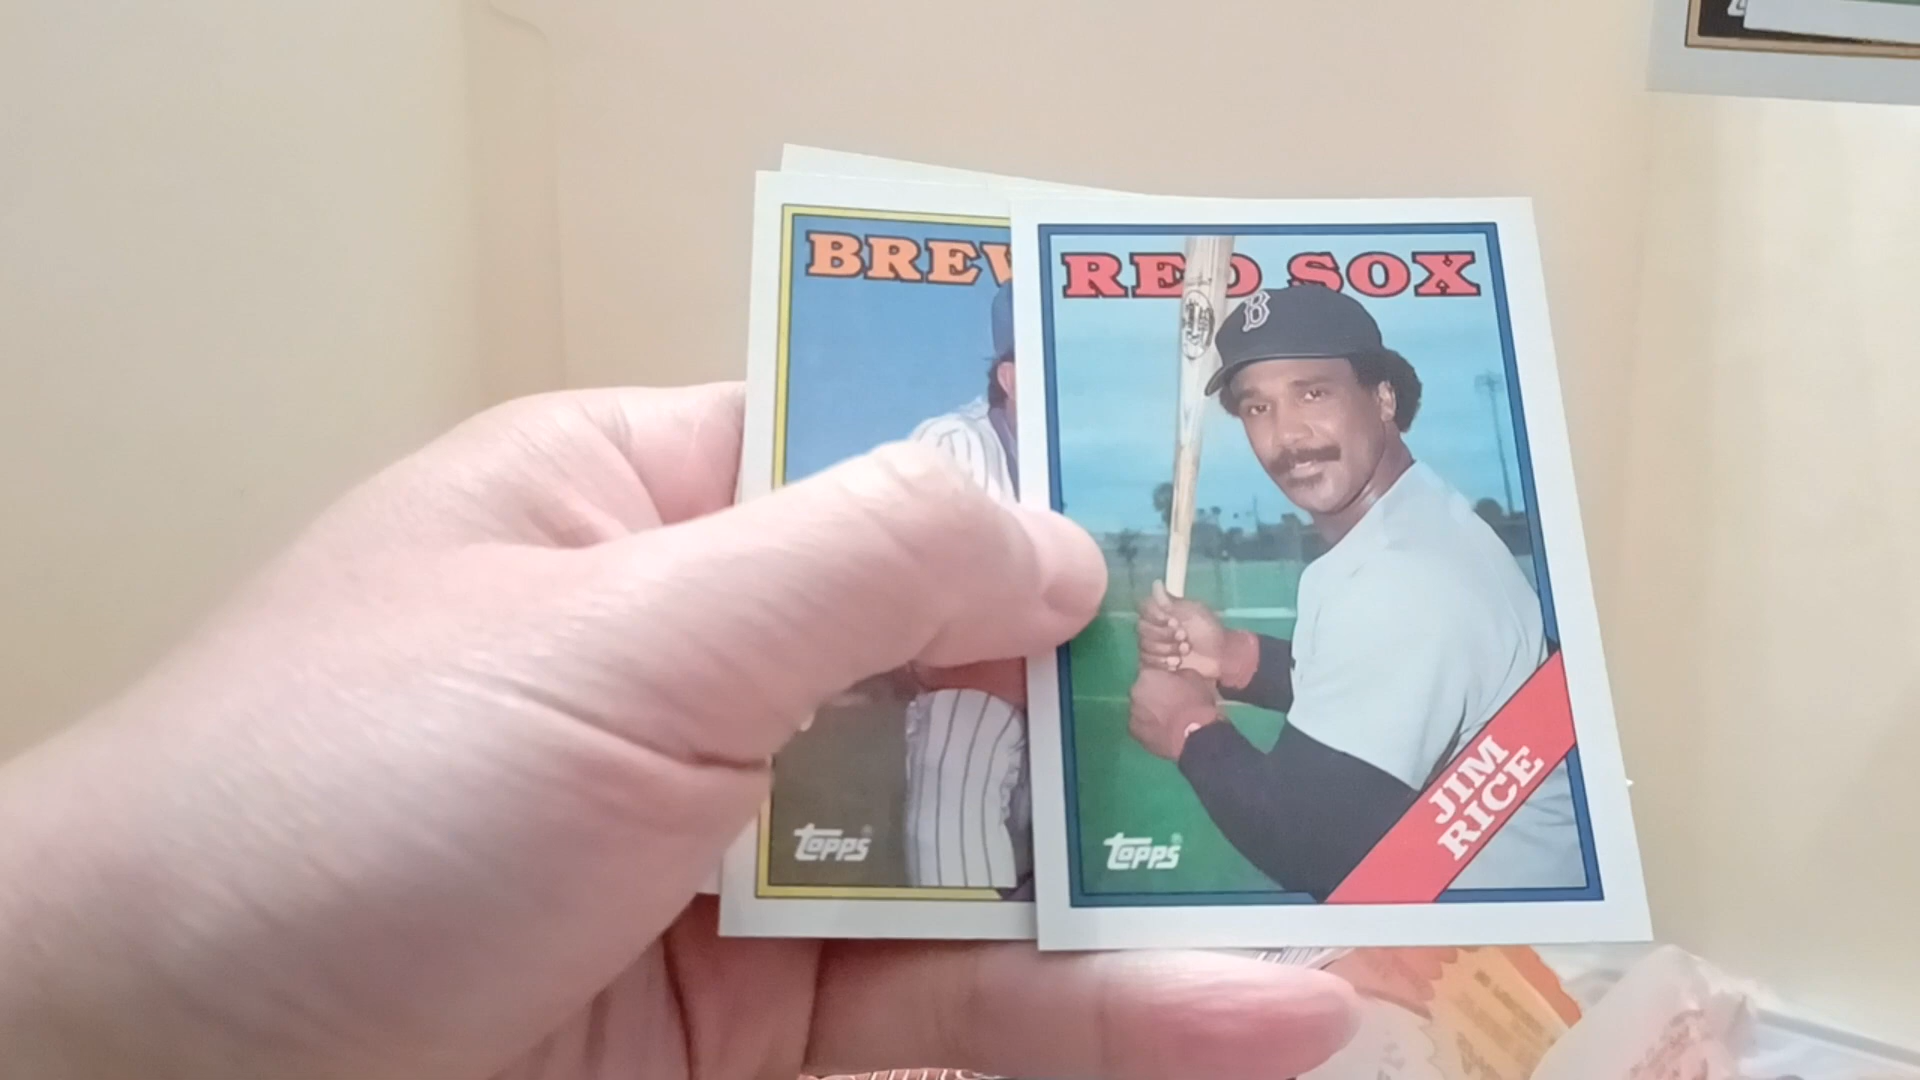 BREW
RED SOX
B
JIM
RICE
topps
topps